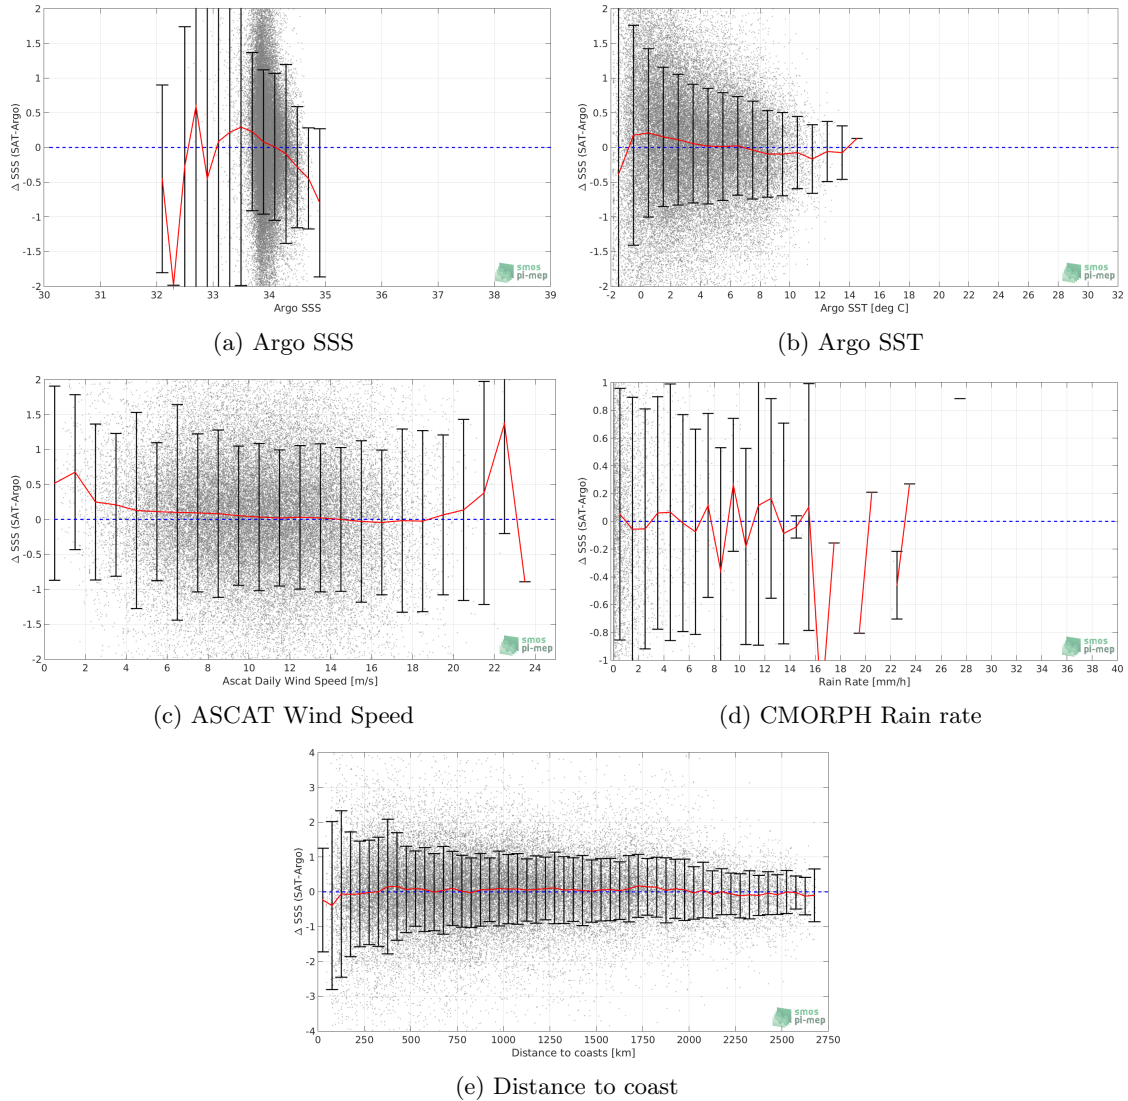 2
1.5
1
0.5
0
-0.5
-1
-1.5
-2
Δ SSS (SAT-Argo)
30 31 32 33 34 35 36 37 38 39
Argo SSS
smos
pi-mep
(a) Argo SSS
2
1.5
1
0.5
0
-0.5
-1
-1.5
-2
Δ SSS (SAT-Argo)
-2 0 2 4 6 8 10 12 14 16 18 20 22 24 26 28 30 32
Argo SST [deg C]
smos
pi-mep
(b) Argo SST
2
1.5
1
0.5
0
-0.5
-1
-1.5
-2
Δ SSS (SAT-Argo)
0 2 4 6 8 10 12 14 16 18 20 22 24
Ascat Daily Wind Speed [m/s]
smos
pi-mep
(c) ASCAT Wind Speed
1
0.8
0.6
0.4
0.2
0
-0.2
-0.4
-0.6
-0.8
-1
Δ SSS (SAT-Argo)
0 2 4 6 8 10 12 14 16 18 20 22 24 26 28 30 32 34 36 38 40
Rain Rate [mm/h]
smos
pi-mep
(d) CMORPH Rain rate
4
3
2
1
0
-1
-2
-3
-4
Δ SSS (SAT-Argo)
0 250 500 750 1000 1250 1500 1750 2000 2250 2500 2750
Distance to coasts [km]
smos
pi-mep
(e) Distance to coast